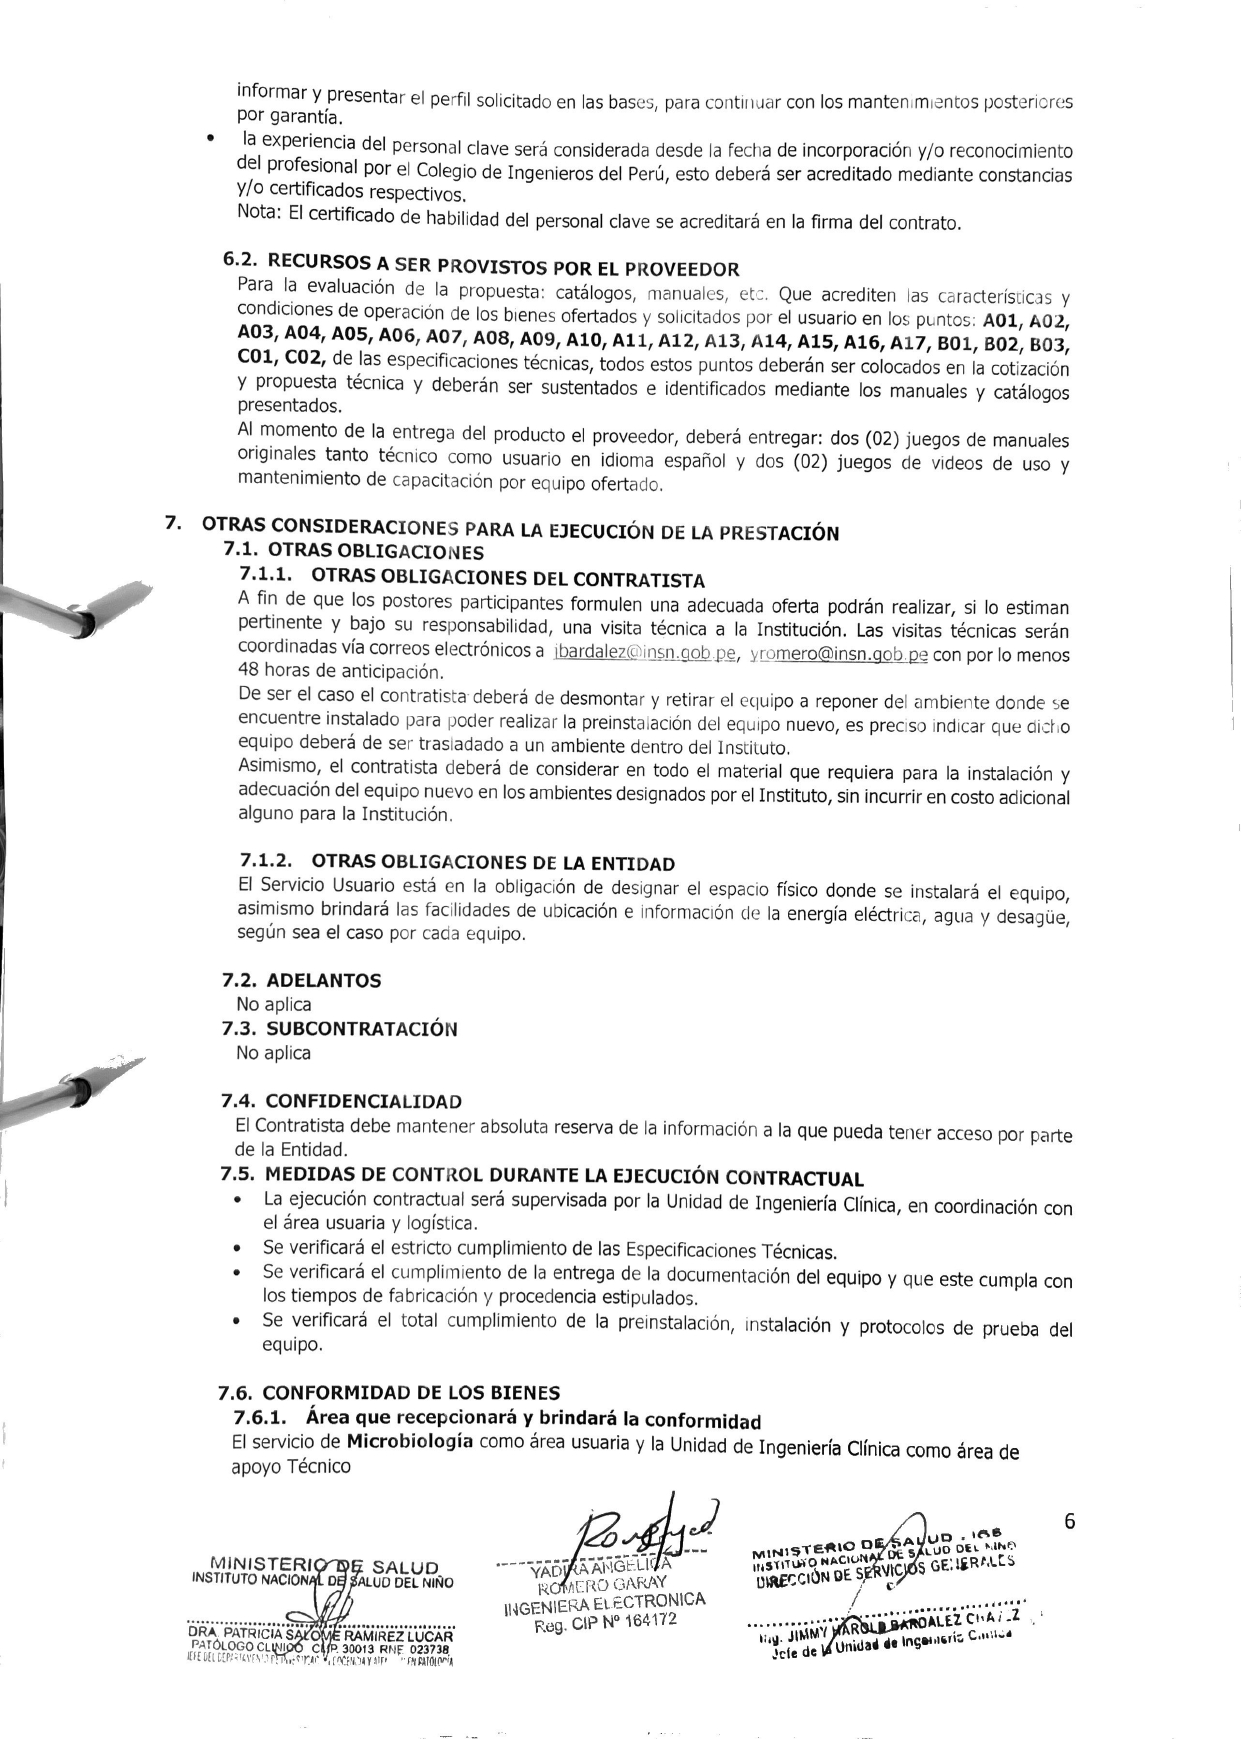 informar y presentar el perfil solicitado en las bases, para continuar con los mantenimientos posteriores
por garantía.
• la experiencia del personal clave será considerada desde la fecha de incorporación y/o reconocimiento
del profesional por el Colegio de Ingenieros del Perú, esto deberá ser acreditado mediante constancias
y/o certificados respectivos.
Nota: El certificado de habilidad del personal clave se acreditará en la firma del contrato.
6.2. RECURSOS A SER PROVISTOS POR EL PROVEEDOR
Para la evaluación de la propuesta: catálogos, manuales, etc. Que acrediten las características y
condiciones de operación de los bienes ofertados y solicitados por el usuario en los puntos: A01, A02,
A03, A04, A05, A06, A07, A08, A09, A10, A11, A12, A13, A14, A15, A16, A17, B01, B02, B03,
C01, C02, de las especificaciones técnicas, todos estos puntos deberán ser colocados en la cotización
y propuesta técnica y deberán ser sustentados e identificados mediante los manuales y catálogos
presentados.
Al momento de la entrega del producto el proveedor, deberá entregar: dos (02) juegos de manuales
originales tanto técnico como usuario en idioma español y dos (02) juegos de videos de uso y
mantenimiento de capacitación por equipo ofertado.
7. OTRAS CONSIDERACIONES PARA LA EJECUCIÓN DE LA PRESTACIÓN
7.1. OTRAS OBLIGACIONES
7.1.1. OTRAS OBLIGACIONES DEL CONTRATISTA
A fin de que los postores participantes formulen una adecuada oferta podrán realizar, si lo estiman
pertinente y bajo su responsabilidad, una visita técnica a la Institución. Las visitas técnicas serán
coordinadas vía correos electrónicos a jbardalez@insn.gob.pe, yromero@insn.gob.pe con por lo menos
48 horas de anticipación.
De ser el caso el contratista deberá de desmontar y retirar el equipo a reponer del ambiente donde se
encuentre instalado para poder realizar la preinstalación del equipo nuevo, es preciso indicar que dicho
equipo deberá de ser trasladado a un ambiente dentro del Instituto.
Asimismo, el contratista deberá de considerar en todo el material que requiera para la instalación y
adecuación del equipo nuevo en los ambientes designados por el Instituto, sin incurrir en costo adicional
alguno para la Institución.
7.1.2. OTRAS OBLIGACIONES DE LA ENTIDAD
El Servicio Usuario está en la obligación de designar el espacio físico donde se instalará el equipo,
asimismo brindará las facilidades de ubicación e información de la energía eléctrica, agua y desagüe,
según sea el caso por cada equipo.
7.2. ADELANTOS
No aplica
7.3. SUBCONTRATACIÓN
No aplica
7.4. CONFIDENCIALIDAD
El Contratista debe mantener absoluta reserva de la información a la que pueda tener acceso por parte
de la Entidad.
7.5. MEDIDAS DE CONTROL DURANTE LA EJECUCIÓN CONTRACTUAL
• La ejecución contractual será supervisada por la Unidad de Ingeniería Clínica, en coordinación con
el área usuaria y logística.
• Se verificará el estricto cumplimiento de las Especificaciones Técnicas.
• Se verificará el cumplimiento de la entrega de la documentación del equipo y que este cumpla con
los tiempos de fabricación y procedencia estipulados.
• Se verificará el total cumplimiento de la preinstalación, instalación y protocolos de prueba del
equipo.
7.6. CONFORMIDAD DE LOS BIENES
7.6.1. Área que recepcionará y brindará la conformidad
El servicio de Microbiología como área usuaria y la Unidad de Ingeniería Clínica como área de
apoyo Técnico
6
MINISTERIO DE SALUD
INSTITUTO NACIONAL DE SALUD DEL NIÑO
DRA. PATRICIA SALOME RAMIREZ LUCAR
PATÓLOGO CLINICO CMP. 30013 RNE 023738
YADIRA ANGELICA
ROMERO GARAY
INGENIERA ELECTRONICA
Reg. CIP Nº 164172
MINISTERIO DE SALUD
INSTITUTO NACIONAL DE SALUD DEL NIÑO
DIRECCIÓN DE SERVICIOS GENERALES
Ing. JIMMY HAROLD BARDALEZ
Jefe de la Unidad de Ingeniería Clínica